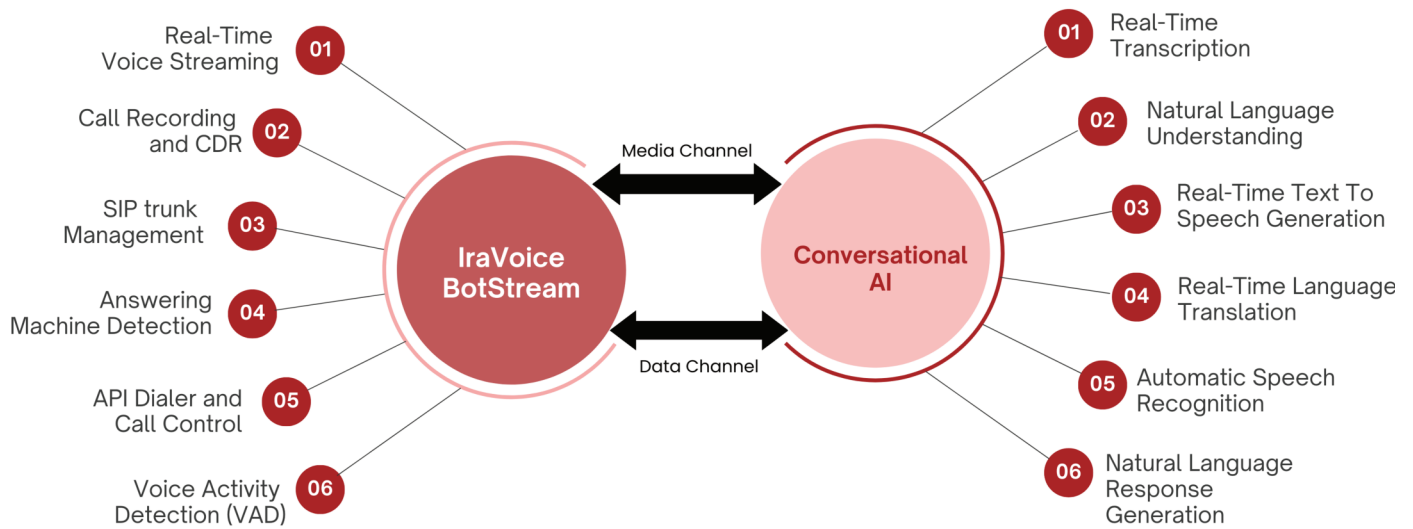 Real-Time
Voice Streaming
01
Call Recording
and CDR
02
SIP trunk
Management
03
Answering
Machine Detection
04
API Dialer and
Call Control
05
Voice Activity
Detection (VAD)
06
IraVoice
BotStream
Media Channel
Data Channel
Conversational
AI
01
Real-Time
Transcription
02
Natural Language
Understanding
03
Real-Time Text To
Speech Generation
04
Real-Time Language
Translation
05
Automatic Speech
Recognition
06
Natural Language
Response
Generation